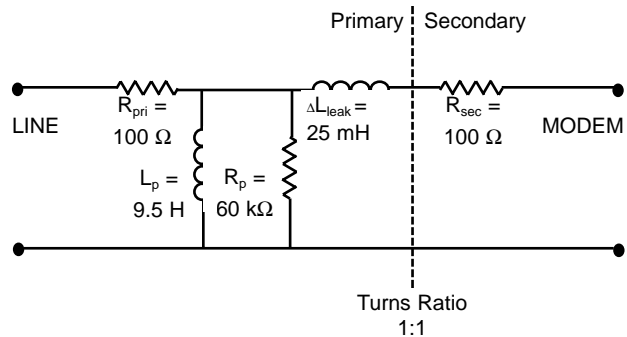 Primary Secondary
LINE
R_pri =
100 Ω
ΔL_leak =
25 mH
R_sec =
100 Ω
MODEM
L_p =
9.5 H
R_p =
60 kΩ
Turns Ratio
1:1